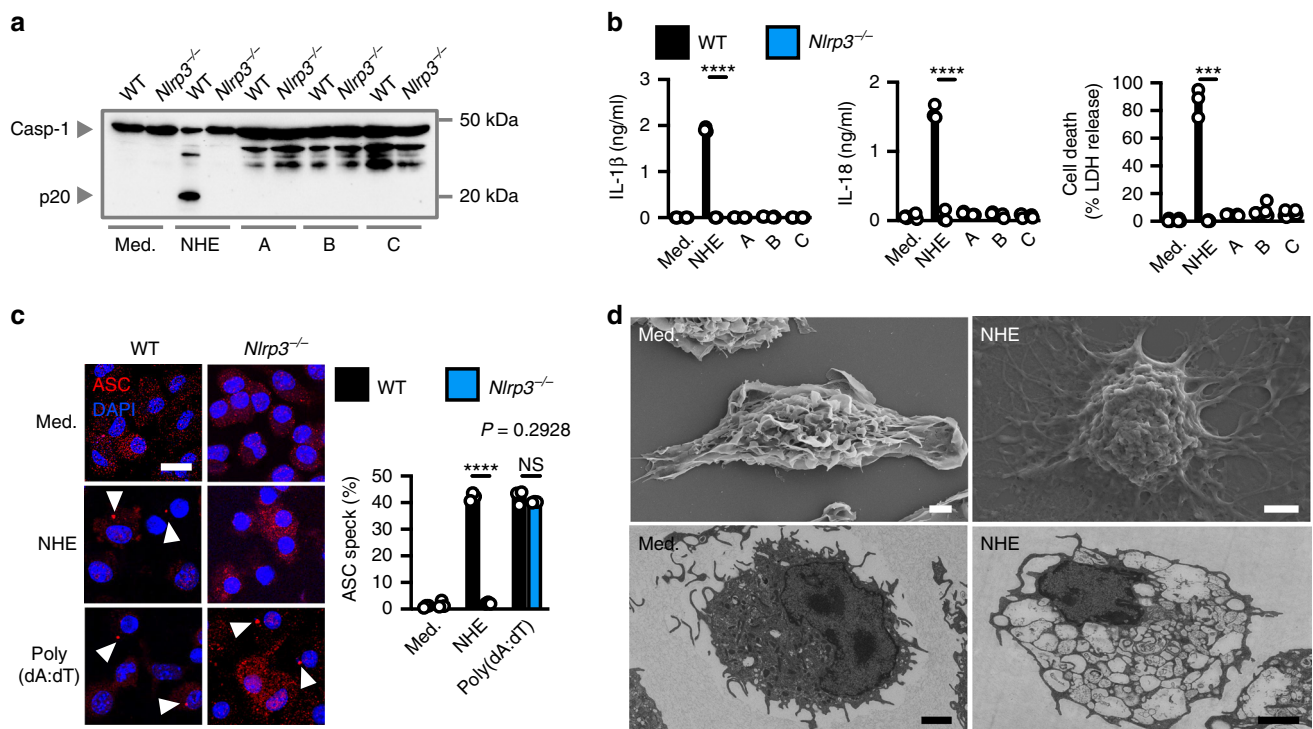 a
WT
Nlrp3–/–
WT
Nlrp3–/–
WT
Nlrp3–/–
WT
Nlrp3–/–
WT
Nlrp3–/–
Casp-1
50 kDa
p20
20 kDa
Med.
NHE
A
B
C
b
WT
Nlrp3–/–
IL-1β (ng/ml)
3
2
1
0
****
Med.
NHE
A
B
C
IL-18 (ng/ml)
2
1
0
****
Med.
NHE
A
B
C
Cell death
(% LDH release)
100
80
60
40
20
0
***
Med.
NHE
A
B
C
c
WT
Nlrp3–/–
ASC
DAPI
Med.
NHE
Poly
(dA:dT)
WT
Nlrp3–/–
P = 0.2928
ASC speck (%)
50
40
30
20
10
0
****
NS
Med.
NHE
Poly(dA:dT)
d
Med.
NHE
Med.
NHE